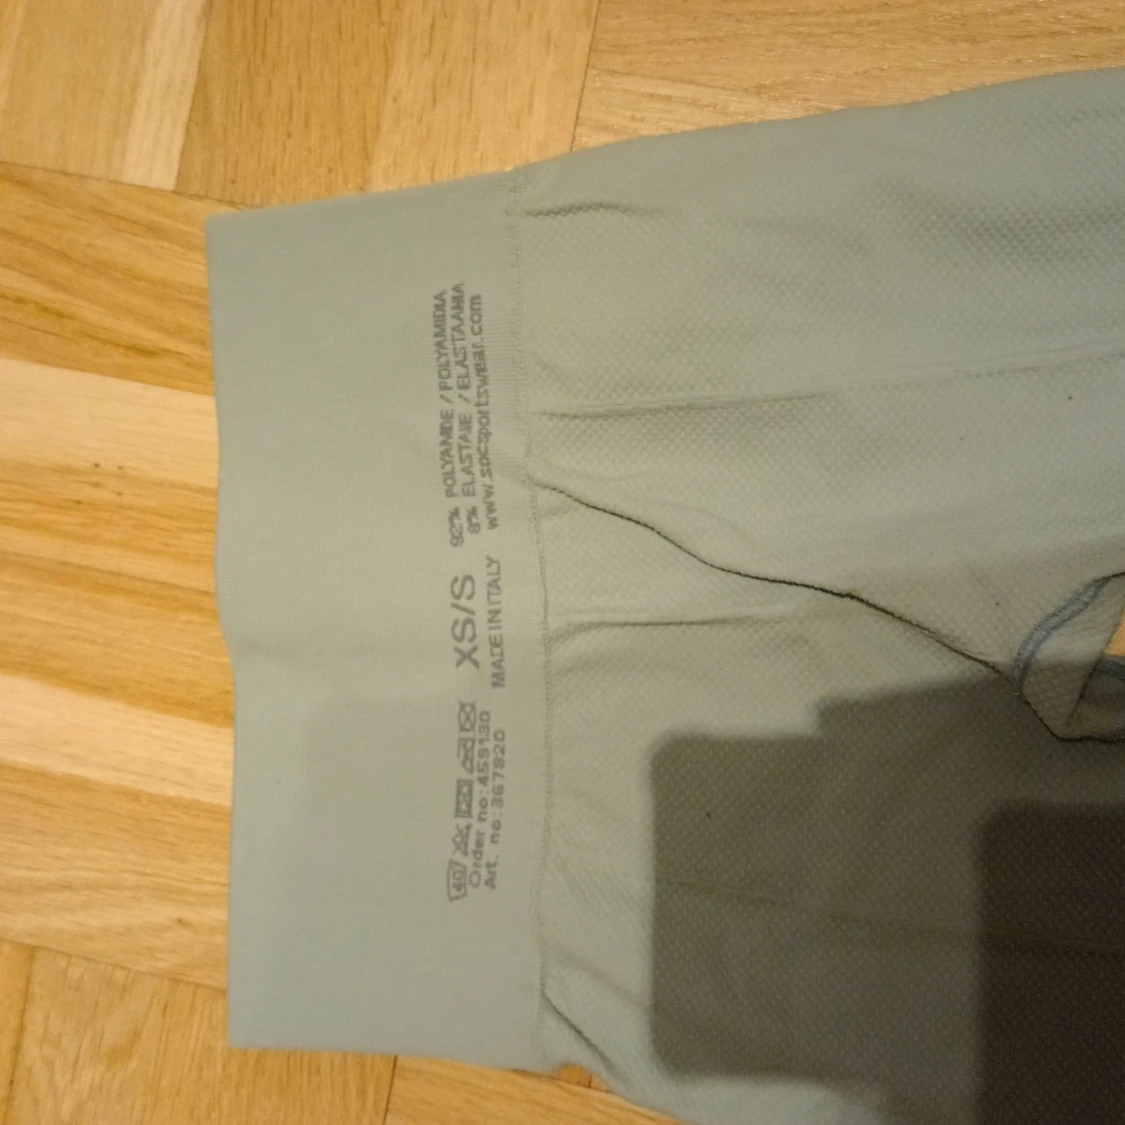 40
Order no:459130
Art. no:367820
XS/S
MADE IN ITALY
92% POLYAMIDE / POLYAMIDIA
8% ELASTANE / ELASTAANIA
www.socsportswear.com